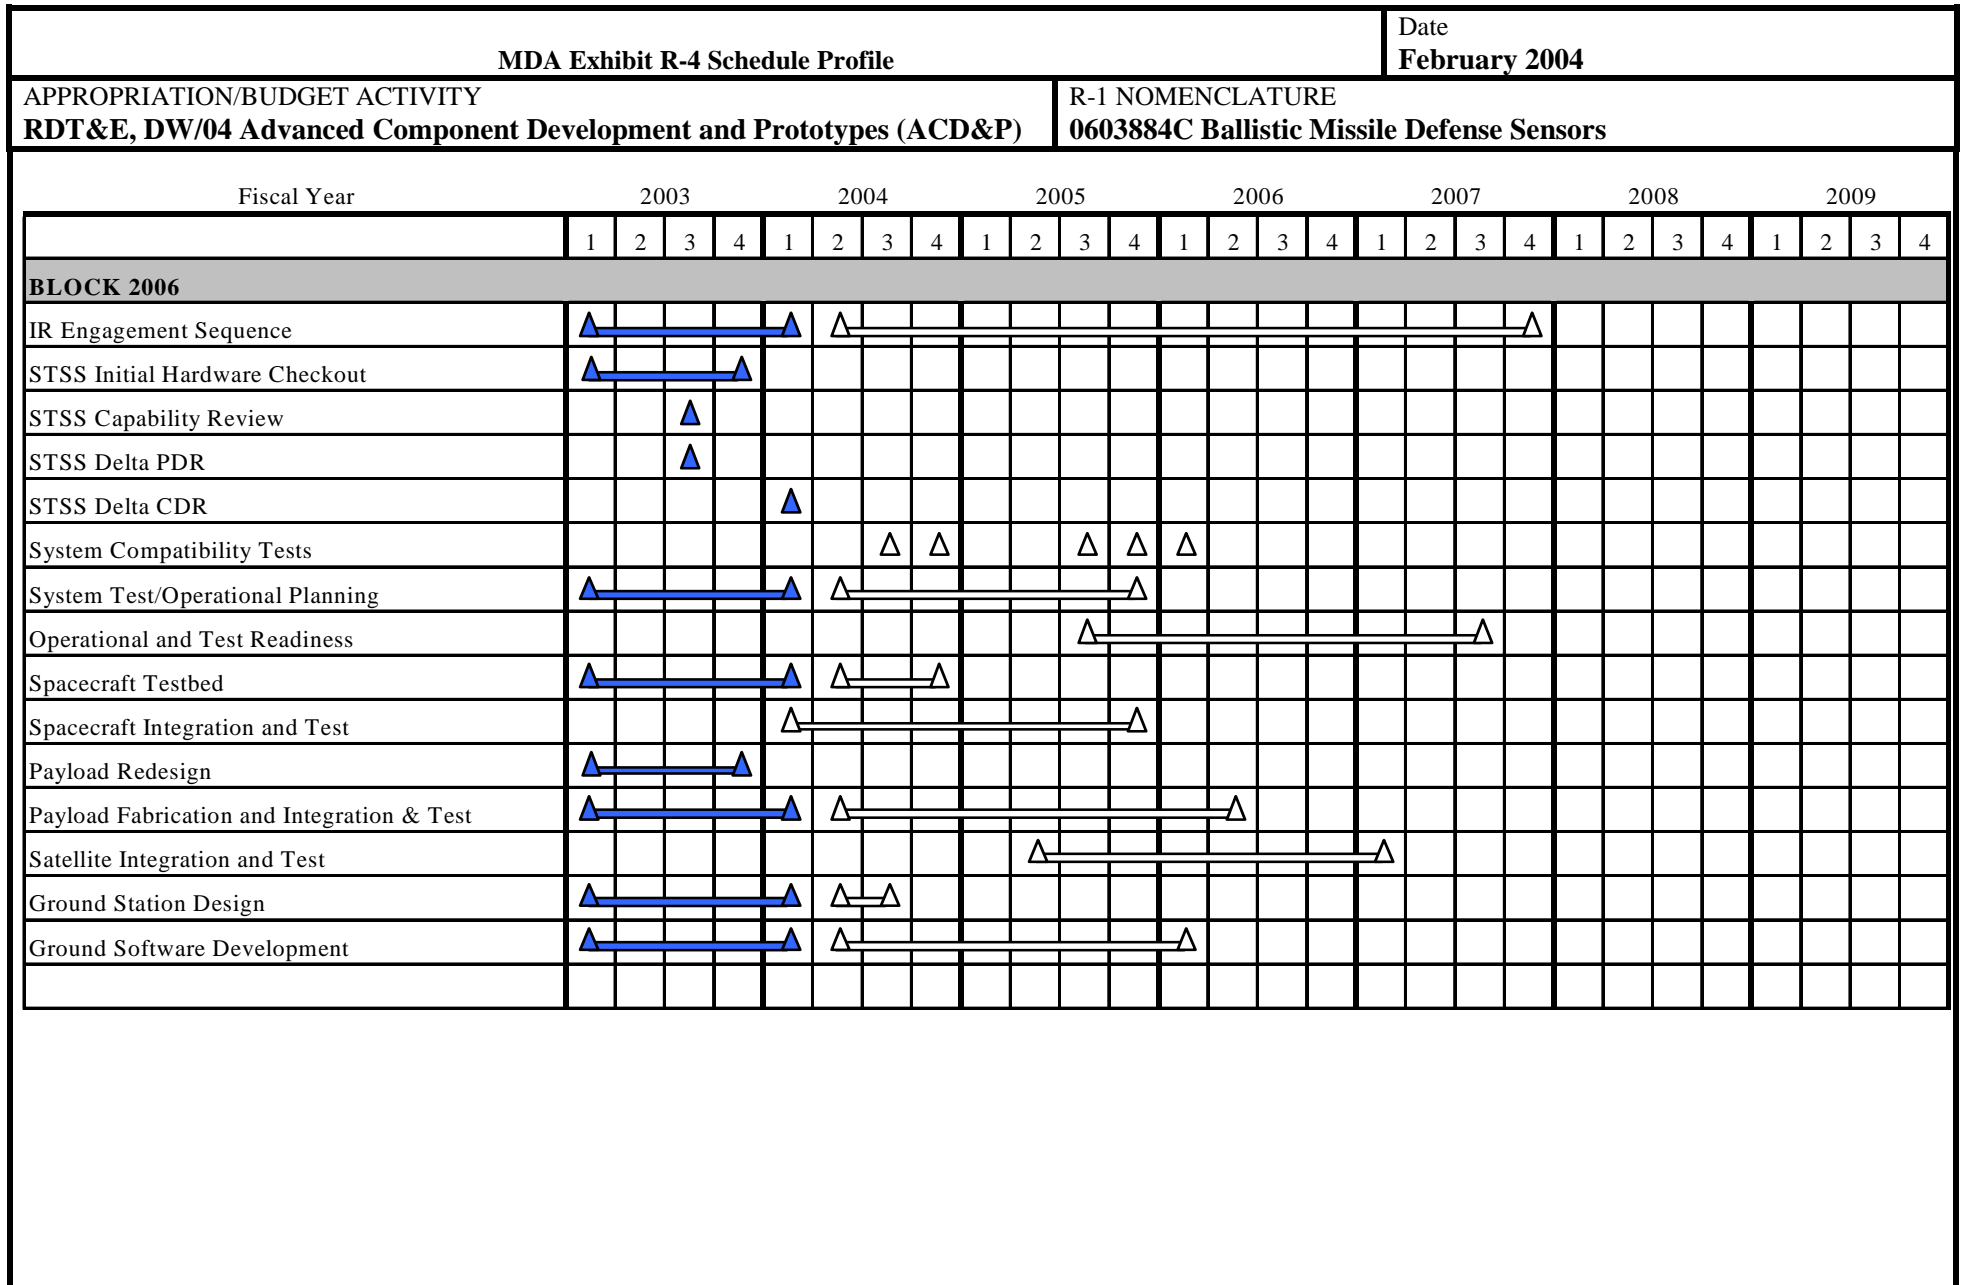 Date
MDA Exhibit R-4 Schedule Profile
February 2004
APPROPRIATION/BUDGET ACTIVITY
RDT&E, DW/04 Advanced Component Development and Prototypes (ACD&P)
R-1 NOMENCLATURE
0603884C Ballistic Missile Defense Sensors
Fiscal Year 2003 2004 2005 2006 2007 2008 2009
1 2 3 4 1 2 3 4 1 2 3 4 1 2 3 4 1 2 3 4 1 2 3 4 1 2 3 4
BLOCK 2006
IR Engagement Sequence
STSS Initial Hardware Checkout
STSS Capability Review
STSS Delta PDR
STSS Delta CDR
System Compatibility Tests
System Test/Operational Planning
Operational and Test Readiness
Spacecraft Testbed
Spacecraft Integration and Test
Payload Redesign
Payload Fabrication and Integration & Test
Satellite Integration and Test
Ground Station Design
Ground Software Development